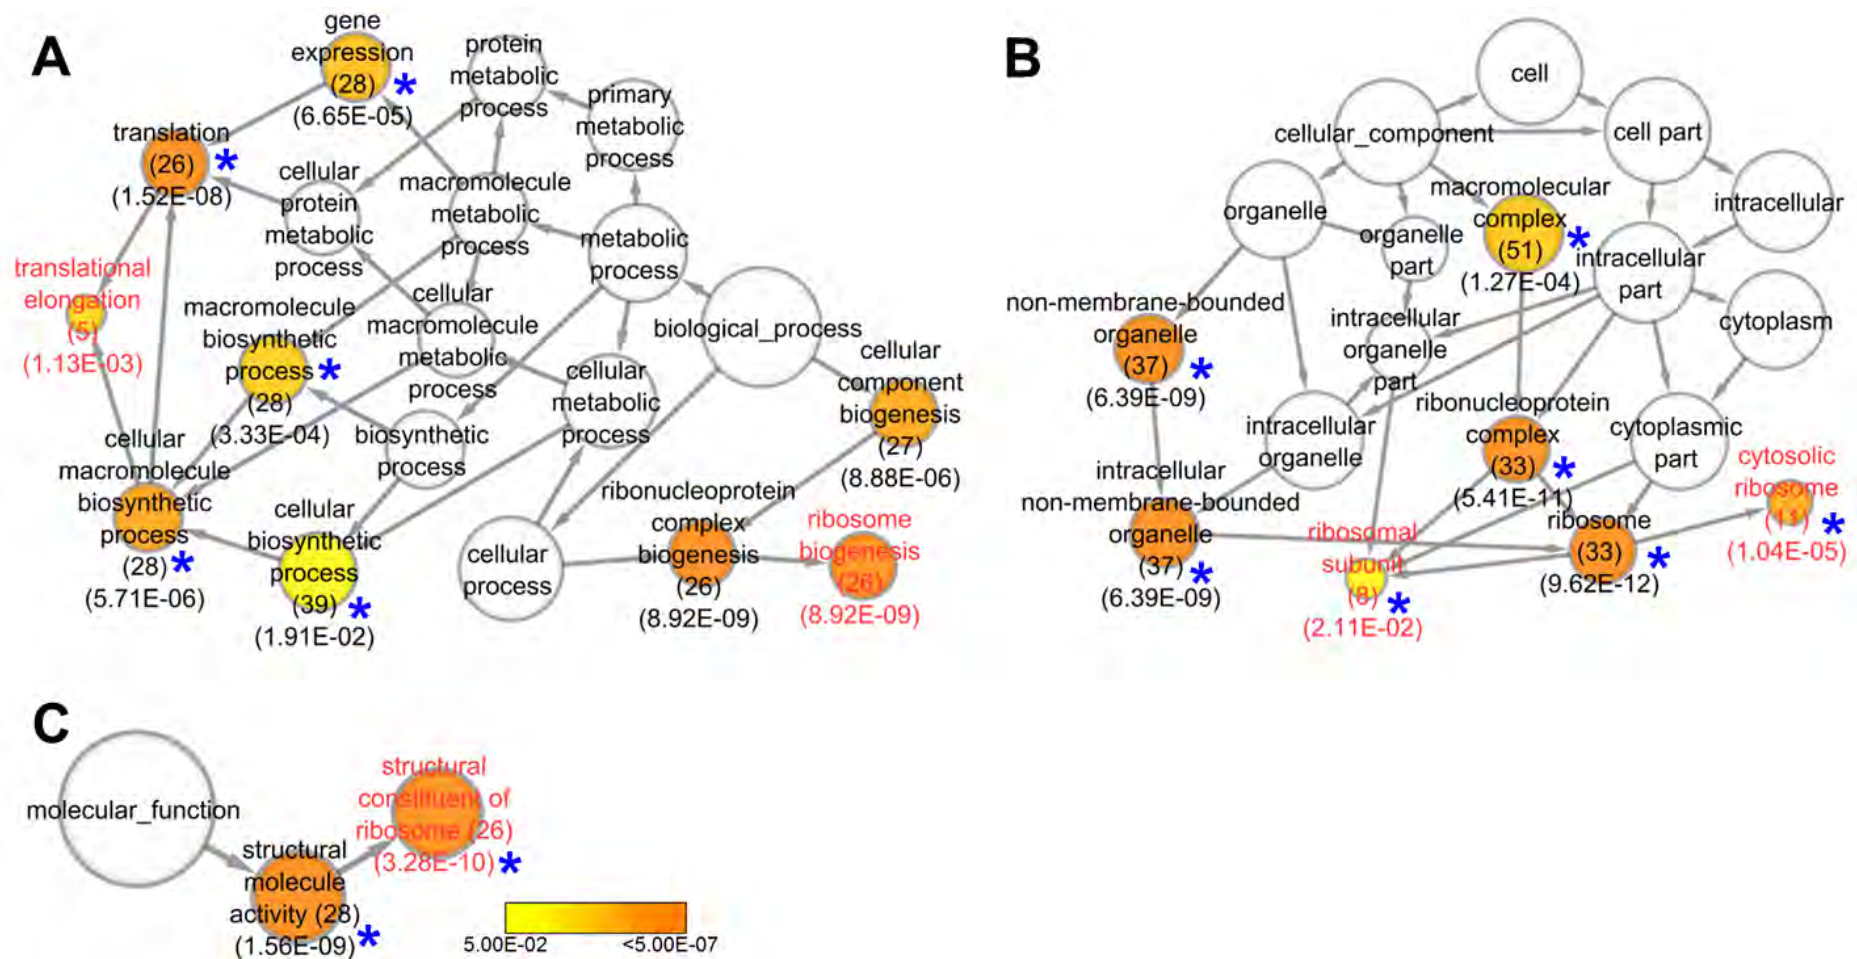 A
gene
expression
(28)
*
(6.65E-05)
protein
metabolic
process
primary
metabolic
process
translation
(26)
*
(1.52E-08)
cellular
protein
metabolic
process
macromolecule
metabolic
process
metabolic
process
translational
elongation
(5)
(1.13E-03)
macromolecule
biosynthetic
process
*
(28)
(3.33E-04)
cellular
macromolecule
metabolic
process
biological_process
cellular
metabolic
process
cellular
component
biogenesis
(27)
(8.88E-06)
biosynthetic
process
cellular
macromolecule
biosynthetic
process
(28)
*
(5.71E-06)
cellular
biosynthetic
process
(39)
*
(1.91E-02)
cellular
process
ribonucleoprotein
complex
biogenesis
(26)
(8.92E-09)
ribosome
biogenesis
(26)
(8.92E-09)
B
cell
cellular_component
cell part
organelle
organelle
part
macromolecular
complex
(51)
*
(1.27E-04)
intracellular
intracellular
part
non-membrane-bounded
organelle
(37)
*
(6.39E-09)
intracellular
organelle
part
cytoplasm
intracellular
organelle
ribonucleoprotein
complex
(33)
*
(5.41E-11)
cytoplasmic
part
cytosolic
ribosome
(11)
*
(1.04E-05)
intracellular
non-membrane-bounded
organelle
(37)
*
(6.39E-09)
ribosomal
subunit
(8)
*
(2.11E-02)
ribosome
(33)
*
(9.62E-12)
C
molecular_function
structural
molecule
activity (28)
(1.56E-09)
*
structural
constituent of
ribosome (26)
(3.28E-10)
*
5.00E-02
<5.00E-07